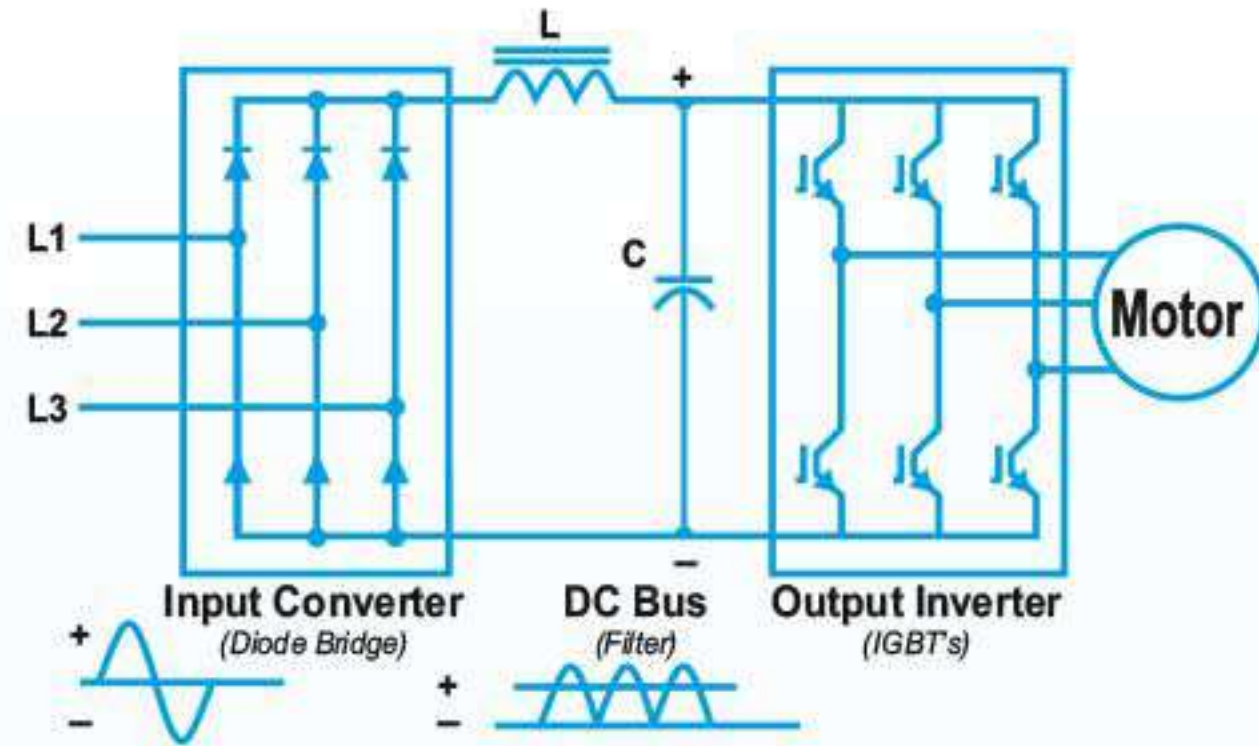 L
+
L1
L2
L3
C
Motor
−
Input Converter
(Diode Bridge)
DC Bus
(Filter)
Output Inverter
(IGBT's)
+
−
+
−